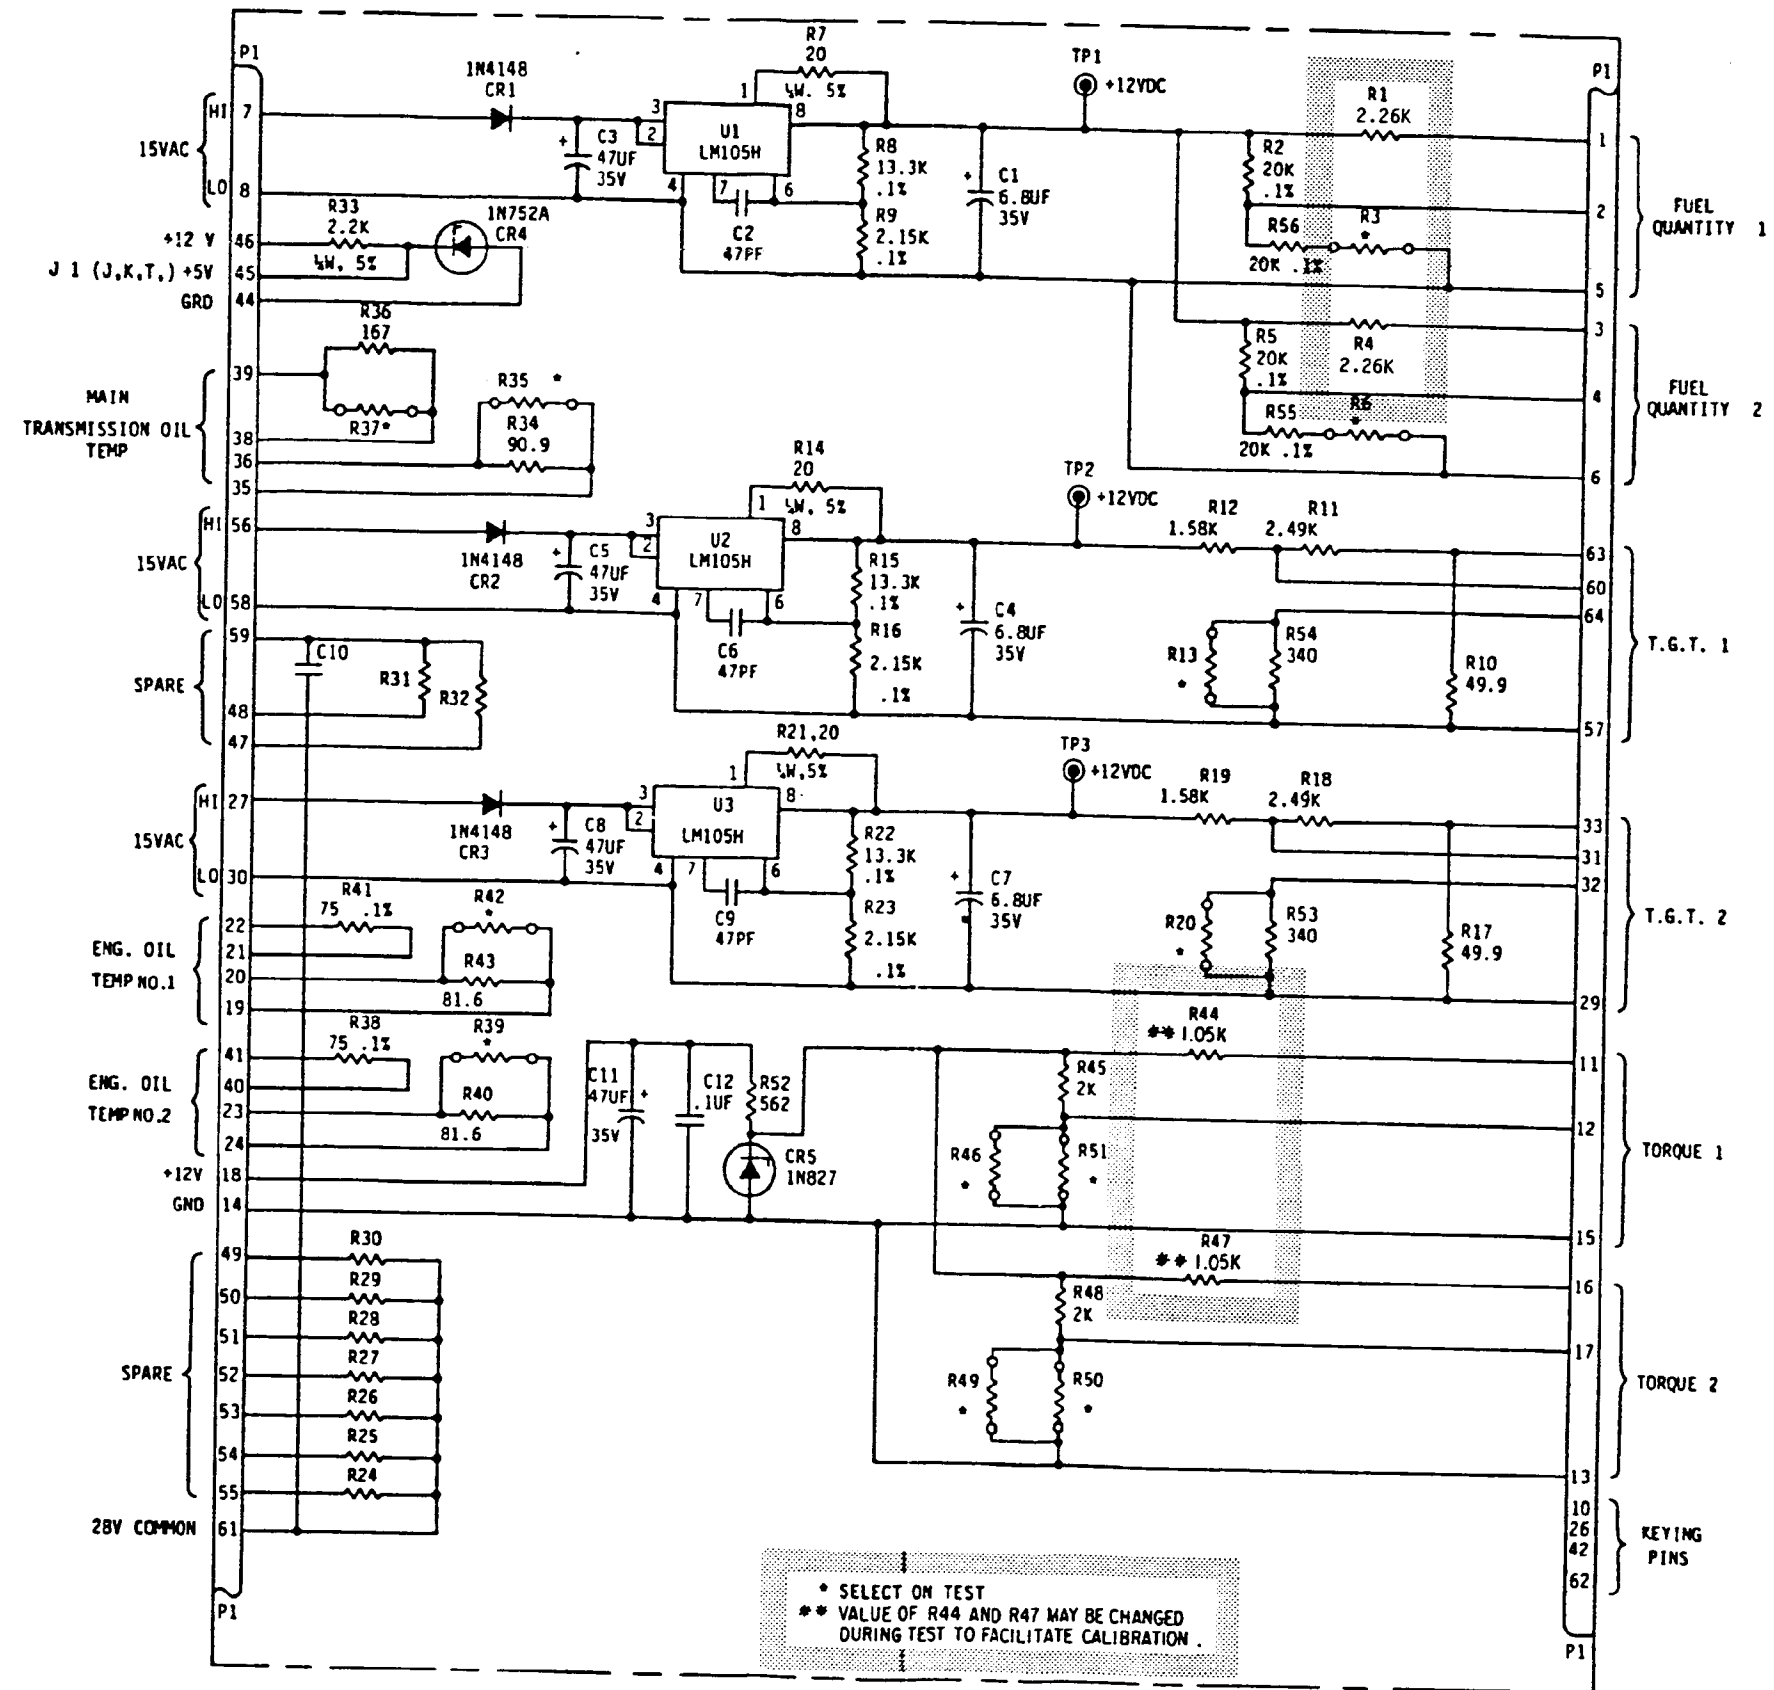 P1
HI 7
15VAC
LO 8
1N4148
CR1
C3
47UF
35V
+
3
2
1
8
U1
LM105H
4
7
6
R7
20
¼W. 5%
C2
47PF
R8
13.3K
.1%
R9
2.15K
.1%
+
C1
6.8UF
35V
TP1
+12VDC
P1
R1
2.26K
1
R2
20K
.1%
2
R56
20K .1%
R3
*
5
FUEL
QUANTITY 1
3
R5
20K
.1%
R4
2.26K
4
R55
20K .1%
R6
*
6
FUEL
QUANTITY 2
+12 V 46
R33
2.2K
¼W, 5%
1N752A
CR4
J 1 (J,K,T,) +5V 45
GRD 44
R36
167
39
MAIN
TRANSMISSION OIL
TEMP
R37*
38
R35 *
R34
90.9
36
35
HI 56
15VAC
LO 58
1N4148
CR2
+
C5
47UF
35V
3
2
1
8
U2
LM105H
4
7
6
R14
20
¼W, 5%
C6
47PF
R15
13.3K
.1%
R16
2.15K
.1%
+
C4
6.8UF
35V
TP2
+12VDC
R12
1.58K
R11
2.49K
63
60
64
R13
*
R54
340
R10
49.9
57
T.G.T. 1
59
C10
SPARE
R31
R32
48
47
HI 27
15VAC
LO 30
1N4148
CR3
+
C8
47UF
35V
3
2
1
8
U3
LM105H
4
7
6
R21,20
¼W,5%
C9
47PF
R22
13.3K
.1%
R23
2.15K
.1%
+
C7
6.8UF
35V
TP3
+12VDC
R19
1.58K
R18
2.49K
33
31
32
R20
*
R53
340
R17
49.9
29
T.G.T. 2
R41
75 .1%
22
21
ENG. OIL
TEMP NO.1
20
19
R42
*
R43
81.6
R38
75 .1%
41
40
ENG. OIL
TEMP NO.2
23
24
R39
*
R40
81.6
+12V 18
GND 14
C11
47UF
+
35V
C12
.1UF
R52
562
CR5
1N827
R44
** 1.05K
11
R45
2K
12
R46
*
R51
*
15
TORQUE 1
R47
** 1.05K
16
R48
2K
17
R49
*
R50
*
13
TORQUE 2
49 R30
50 R29
51 R28
52 R27
53 R26
54 R25
55 R24
SPARE
28V COMMON 61
P1
10
26
42
62
KEYING
PINS
P1
* SELECT ON TEST
** VALUE OF R44 AND R47 MAY BE CHANGED
DURING TEST TO FACILITATE CALIBRATION .